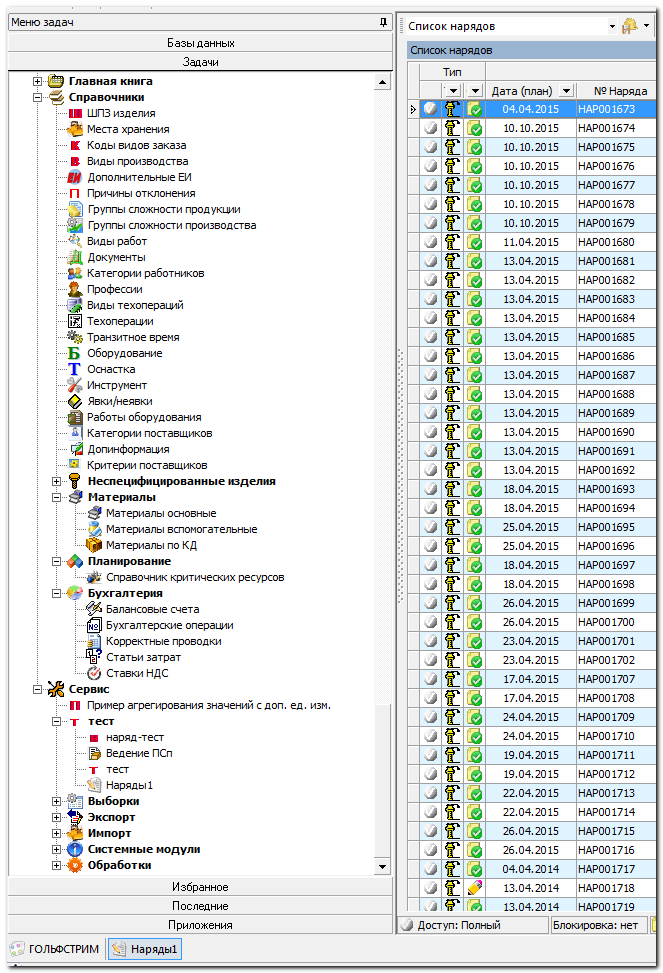 Меню задач
Базы данных
Задачи
Главная книга
Справочники
ШПЗ изделия
Места хранения
Коды видов заказа
Виды производства
Дополнительные ЕИ
Причины отклонения
Группы сложности продукции
Группы сложности производства
Виды работ
Документы
Категории работников
Профессии
Виды техопераций
Техоперации
Транзитное время
Оборудование
Оснастка
Инструмент
Явки/неявки
Работы оборудования
Категории поставщиков
Допинформация
Критерии поставщиков
Неспецифицированные изделия
Материалы
Материалы основные
Материалы вспомогательные
Материалы по КД
Планирование
Справочник критических ресурсов
Бухгалтерия
Балансовые счета
Бухгалтерские операции
Корректные проводки
Статьи затрат
Ставки НДС
Сервис
Пример агрегирования значений с доп. ед. изм.
тест
наряд-тест
Ведение ПСп
тест
Наряды1
Выборки
Экспорт
Импорт
Системные модули
Обработки
Избранное
Последние
Приложения
Список нарядов
Список нарядов
Тип
Дата (план) № Наряда
04.04.2015 НАР001673
10.10.2015 НАР001674
10.10.2015 НАР001675
10.10.2015 НАР001676
10.10.2015 НАР001677
10.10.2015 НАР001678
10.10.2015 НАР001679
11.04.2015 НАР001680
13.04.2015 НАР001681
13.04.2015 НАР001682
13.04.2015 НАР001683
13.04.2015 НАР001684
13.04.2015 НАР001685
13.04.2015 НАР001686
13.04.2015 НАР001687
13.04.2015 НАР001688
13.04.2015 НАР001689
13.04.2015 НАР001690
13.04.2015 НАР001691
13.04.2015 НАР001692
18.04.2015 НАР001693
18.04.2015 НАР001694
25.04.2015 НАР001695
25.04.2015 НАР001696
18.04.2015 НАР001697
18.04.2015 НАР001698
26.04.2015 НАР001699
26.04.2015 НАР001700
23.04.2015 НАР001701
23.04.2015 НАР001702
17.04.2015 НАР001707
17.04.2015 НАР001708
24.04.2015 НАР001709
24.04.2015 НАР001710
19.04.2015 НАР001711
19.04.2015 НАР001712
22.04.2015 НАР001713
22.04.2015 НАР001714
26.04.2015 НАР001715
26.04.2015 НАР001716
04.04.2014 НАР001717
13.04.2014 НАР001718
13.04.2014 НАР001719
Доступ: Полный Блокировка: нет
ГОЛЬФСТРИМ Наряды1